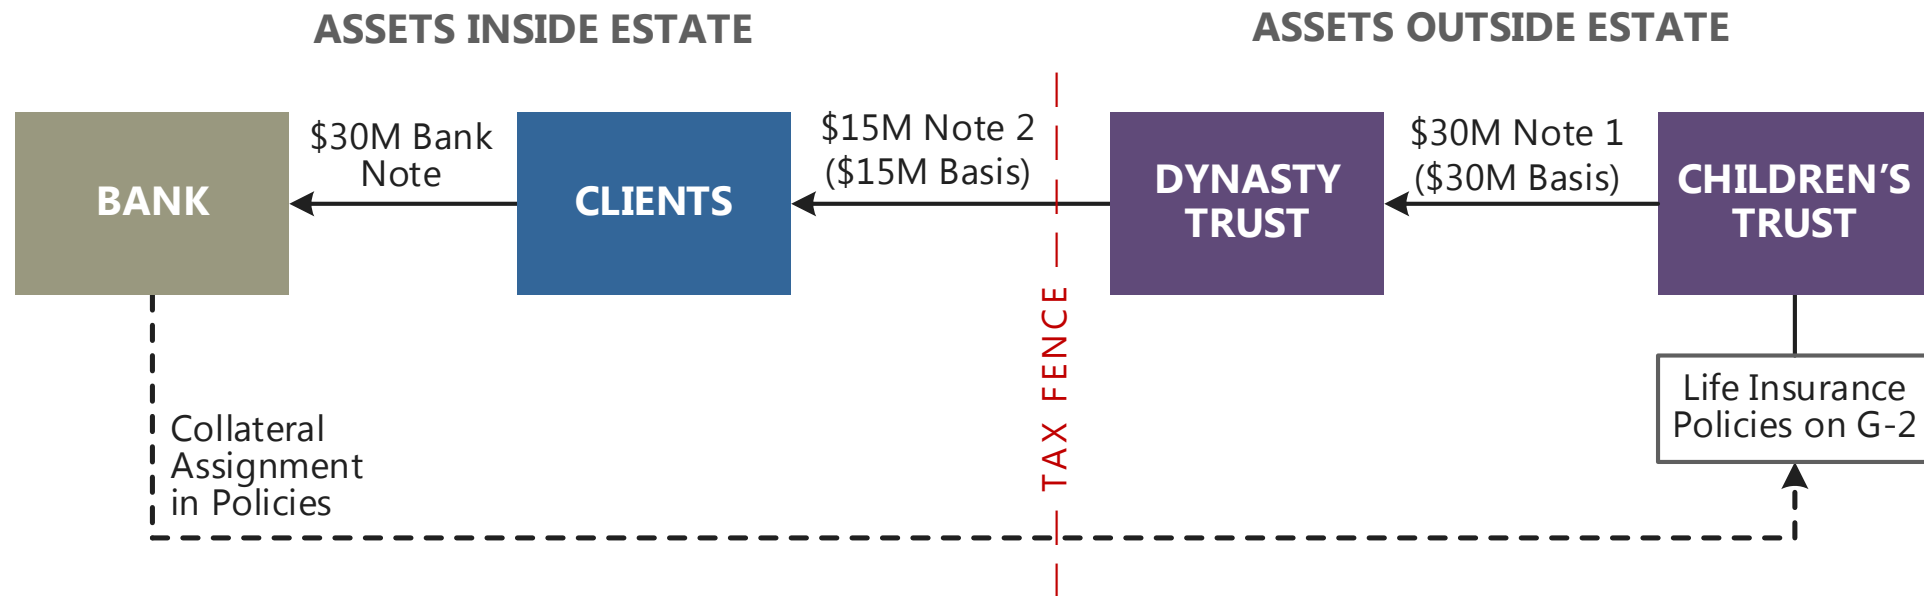 ASSETS INSIDE ESTATE
ASSETS OUTSIDE ESTATE
BANK
$30M Bank
Note
CLIENTS
$15M Note 2
($15M Basis)
DYNASTY
TRUST
$30M Note 1
($30M Basis)
CHILDREN’S
TRUST
TAX FENCE
Life Insurance
Policies on G-2
Collateral
Assignment
in Policies